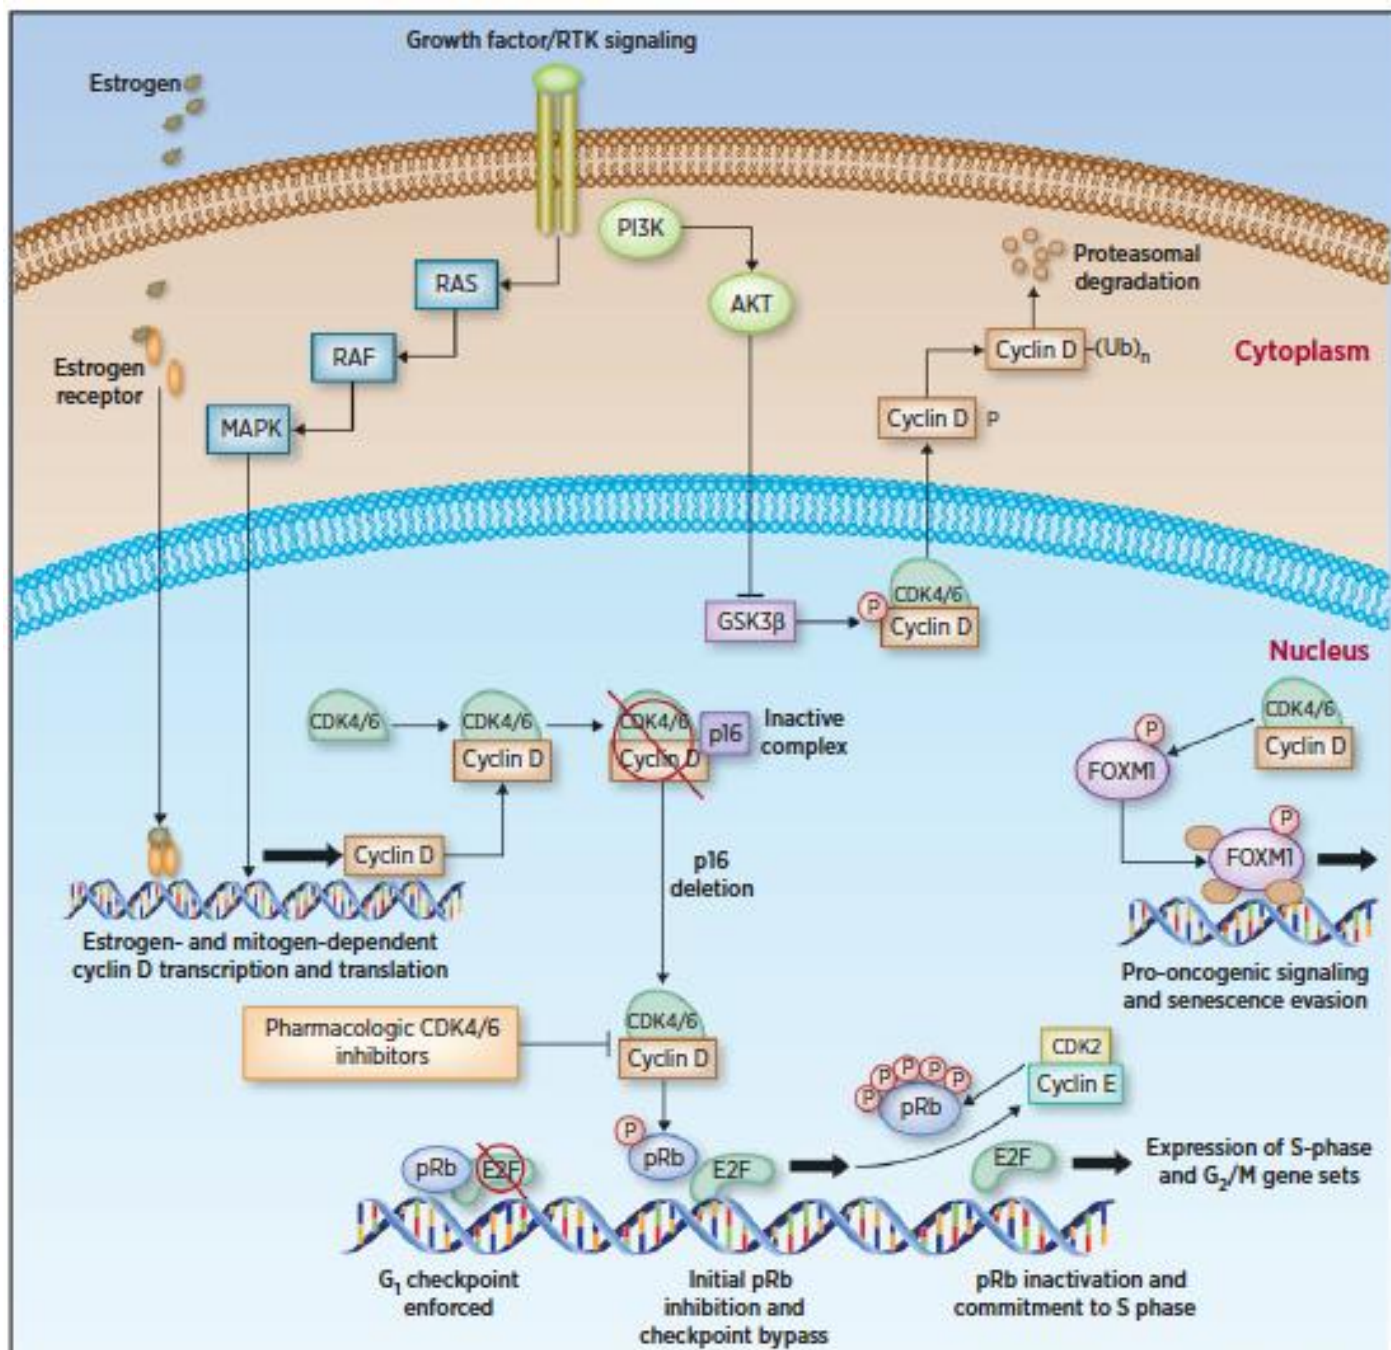 Growth factor/RTK signaling
Estrogen
PI3K
RAS
AKT
Proteasomal
degradation
RAF
Cyclin D -(Ub)n
Cytoplasm
Estrogen
receptor
MAPK
Cyclin D P
CDK4/6
P
GSK3β
Cyclin D
Nucleus
CDK4/6
CDK4/6
Cyclin D
CDK4/6
Cyclin D
p16
Inactive
complex
CDK4/6
Cyclin D
P
FOXM1
Cyclin D
p16
deletion
P
FOXM1
Estrogen- and mitogen-dependent
cyclin D transcription and translation
Pro-oncogenic signaling
and senescence evasion
Pharmacologic CDK4/6
inhibitors
CDK4/6
Cyclin D
CDK2
Cyclin E
P P P P P
pRb
pRb
E2F
P
pRb
E2F
E2F
Expression of S-phase
and G2/M gene sets
G1 checkpoint
enforced
Initial pRb
inhibition and
checkpoint bypass
pRb inactivation and
commitment to S phase